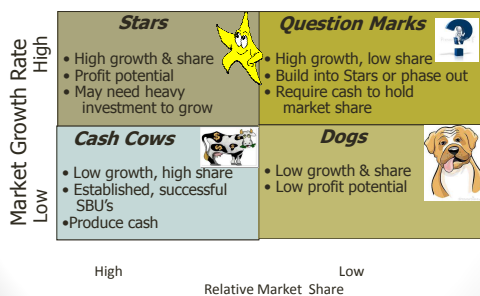 Market Growth Rate
High
Low
Stars
• High growth & share
• Profit potential
• May need heavy
investment to grow
Question Marks
• High growth, low share
• Build into Stars or phase out
• Require cash to hold
market share
Cash Cows
• Low growth, high share
• Established, successful
SBU's
•Produce cash
Dogs
• Low growth & share
• Low profit potential
High
Low
Relative Market Share